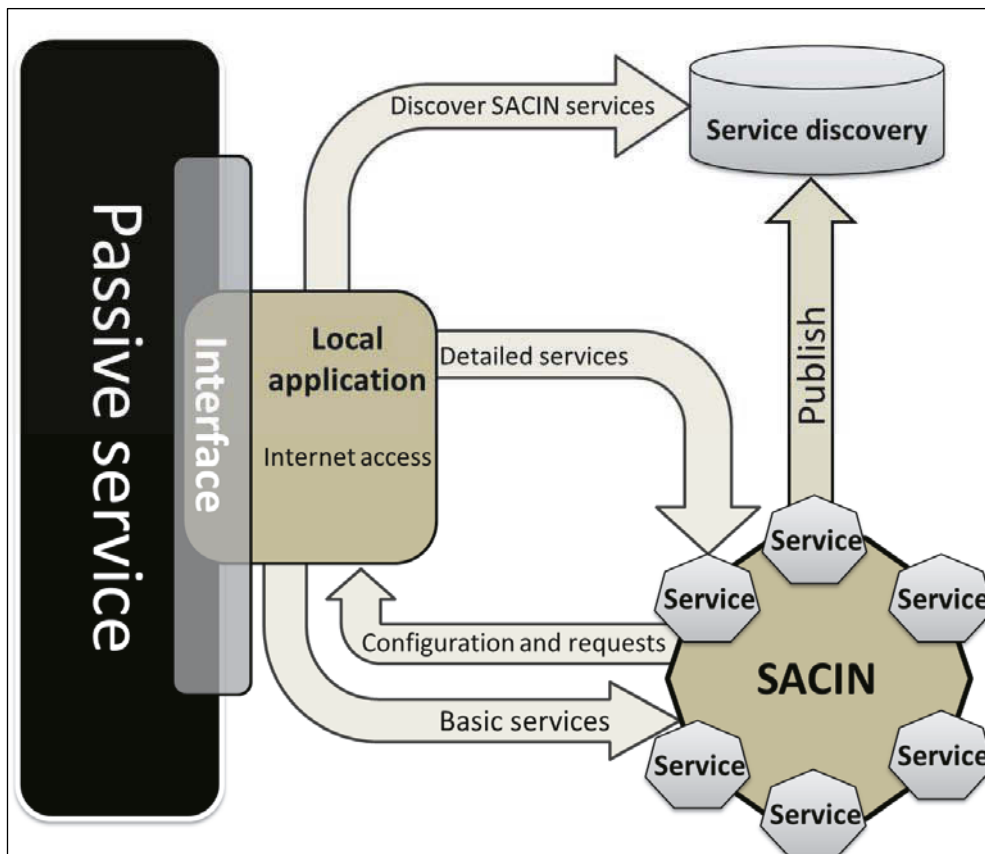 Passive service
Interface
Discover SACIN services
Service discovery
Local
application
Internet access
Detailed services
Publish
Configuration and requests
Basic services
SACIN
Service
Service
Service
Service
Service
Service